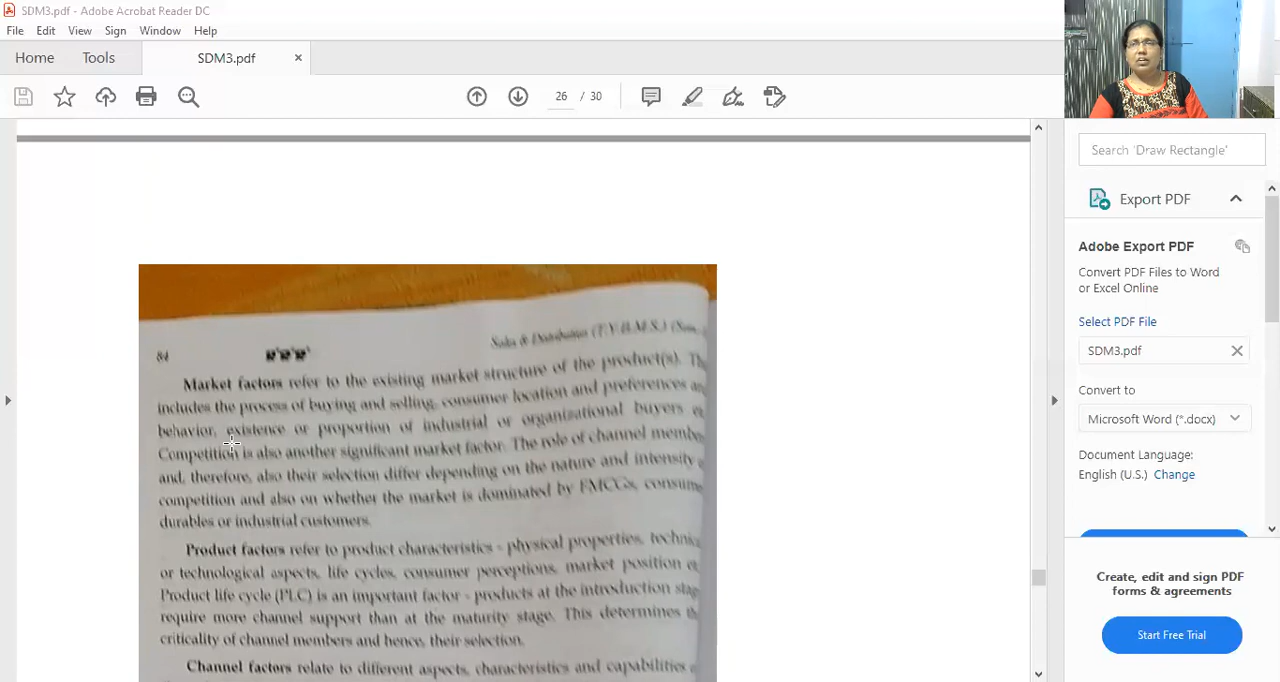 SDM3.pdf - Adobe Acrobat Reader DC
File Edit View Sign Window Help
Home Tools SDM3.pdf ×
26 / 30
84
Sales & Distribution (T.Y.B.M.S.)
Market factors refer to the existing market structure of the product(s).
includes the process of buying and selling, consumer location and preferences
behavior, existence or proportion of industrial or organisational buyers
Competition is also another significant market factor. The role of channel
and, therefore, also their selection differ depending on the nature and intensity
competition and also on whether the market is dominated by FMCGs,
durables or industrial customers.
Product factors refer to product characteristics - physical properties,
or technological aspects, life cycles, consumer perceptions, market position
Product life cycle (PLC) is an important factor - products at the introduction
require more channel support than at the maturity stage. This determines
criticality of channel members and hence, their selection.
Channel factors relate to different aspects, characteristics and capabilities
Search 'Draw Rectangle'
Export PDF
Adobe Export PDF
Convert PDF Files to Word
or Excel Online
Select PDF File
SDM3.pdf
Convert to
Microsoft Word (*.docx)
Document Language:
English (U.S.) Change
Create, edit and sign PDF
forms & agreements
Start Free Trial